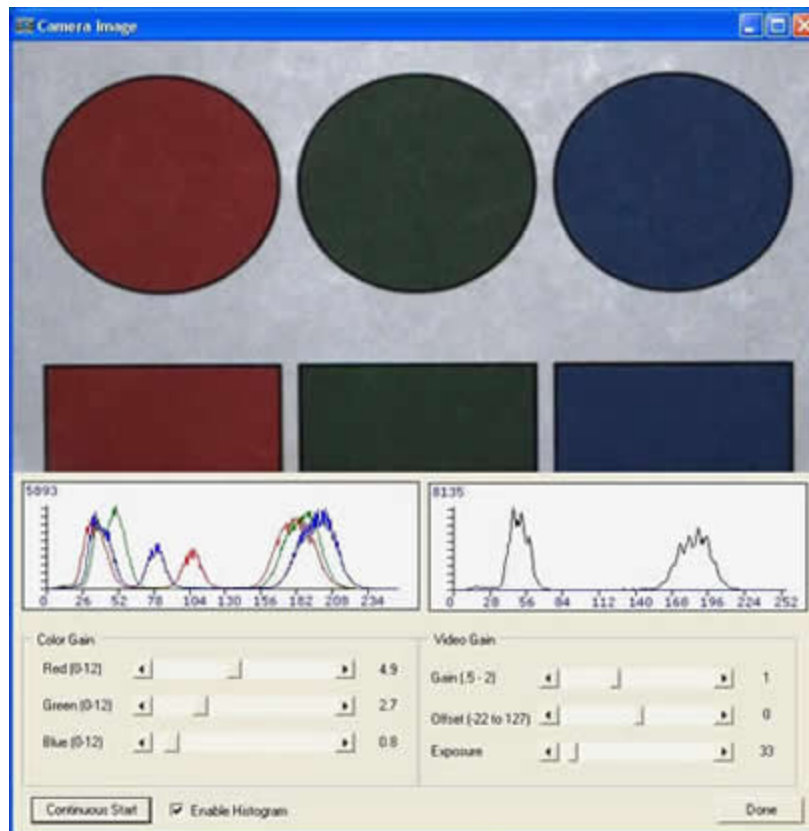 Camera Image
5893
0 26 52 78 104 130 156 182 208 234
8135
0 28 56 84 112 140 168 196 224 252
Color Gain
Red (0-12) 4.9
Green (0-12) 2.7
Blue (0-12) 0.8
Video Gain
Gain (.5 - 2) 1
Offset (-22 to 127) 0
Exposure 33
Continuous Start
Enable Histogram
Done